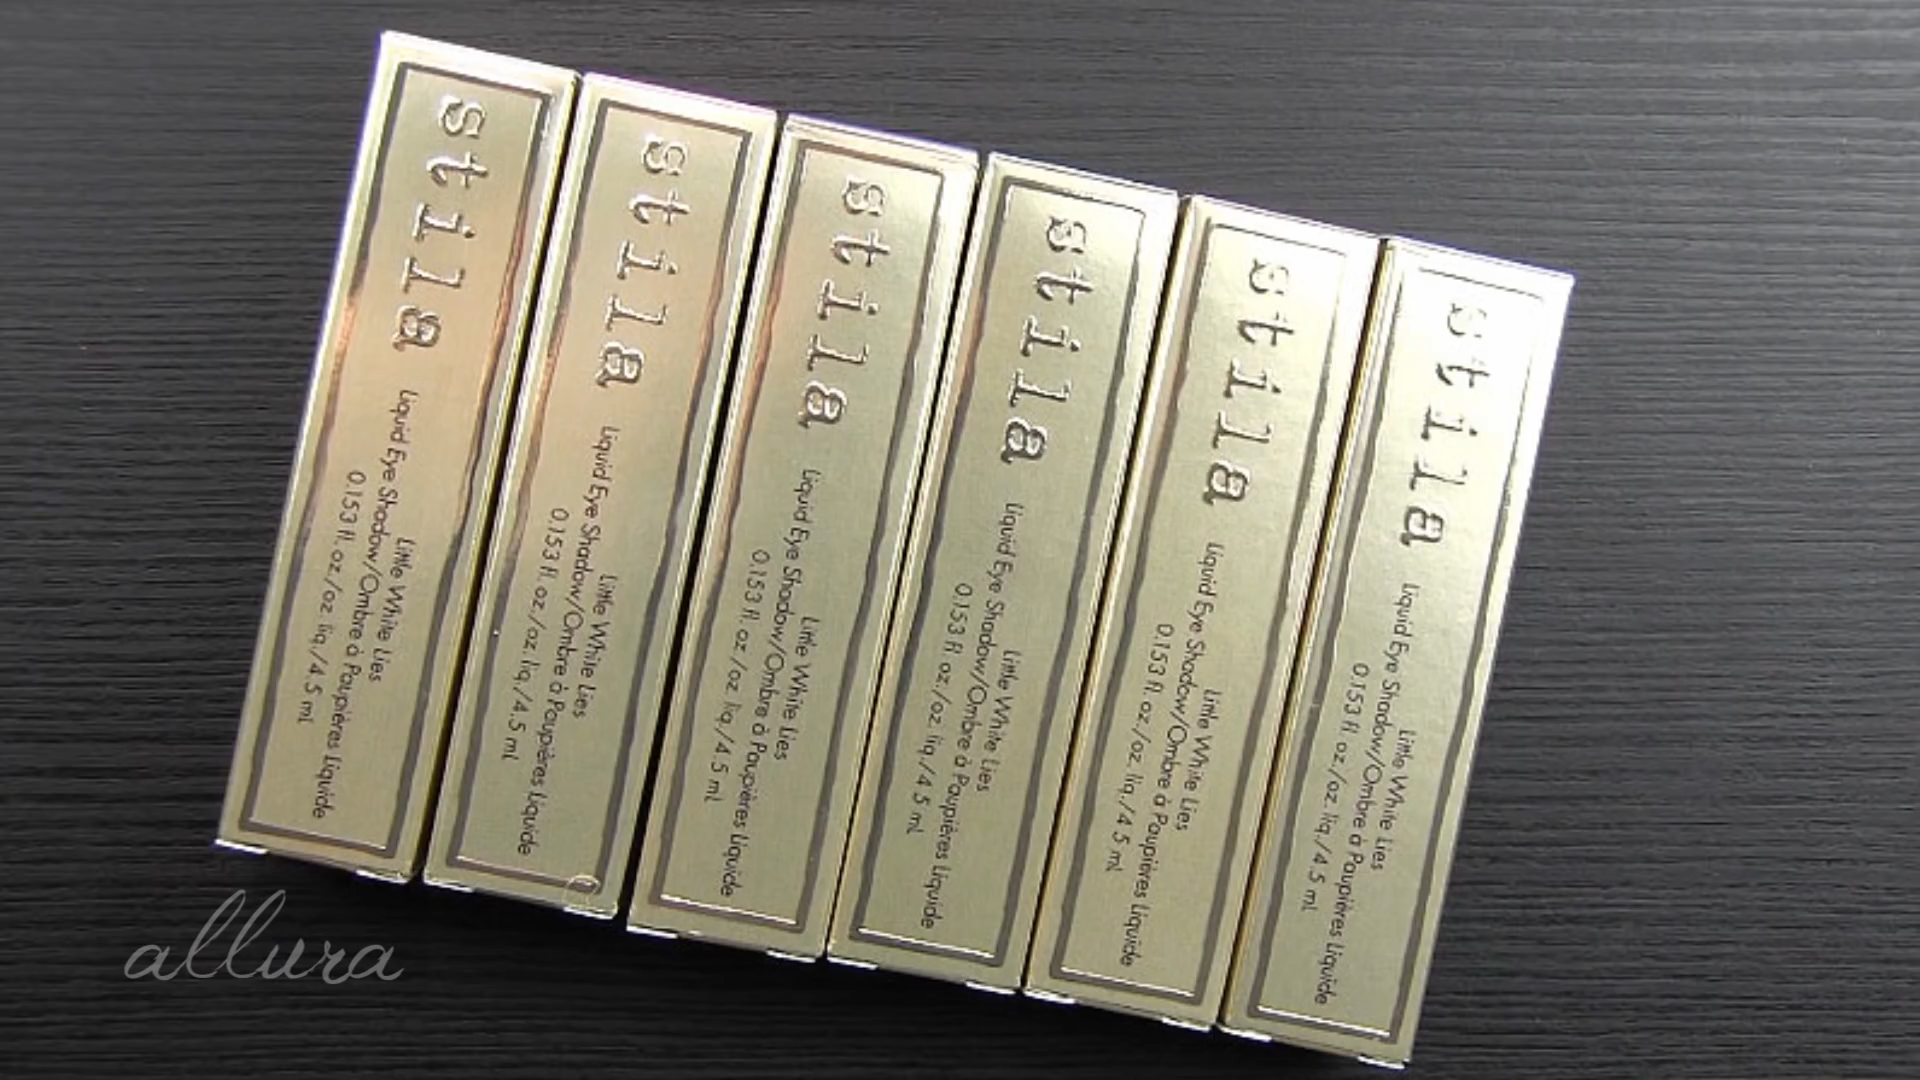 stila
Little White Lies
Liquid Eye Shadow/Ombre à Paupières Liquide
0.153 fl. oz./oz. liq./4.5 ml
stila
Little White Lies
Liquid Eye Shadow/Ombre à Paupières Liquide
0.153 fl. oz./oz. liq./4.5 ml
stila
Little White Lies
Liquid Eye Shadow/Ombre à Paupières Liquide
0.153 fl. oz./oz. liq./4.5 ml
stila
Little White Lies
Liquid Eye Shadow/Ombre à Paupières Liquide
0.153 fl. oz./oz. liq./4.5 ml
stila
Little White Lies
Liquid Eye Shadow/Ombre à Paupières Liquide
0.153 fl. oz./oz. liq./4.5 ml
stila
Little White Lies
Liquid Eye Shadow/Ombre à Paupières Liquide
0.153 fl. oz./oz. liq./4.5 ml
allura